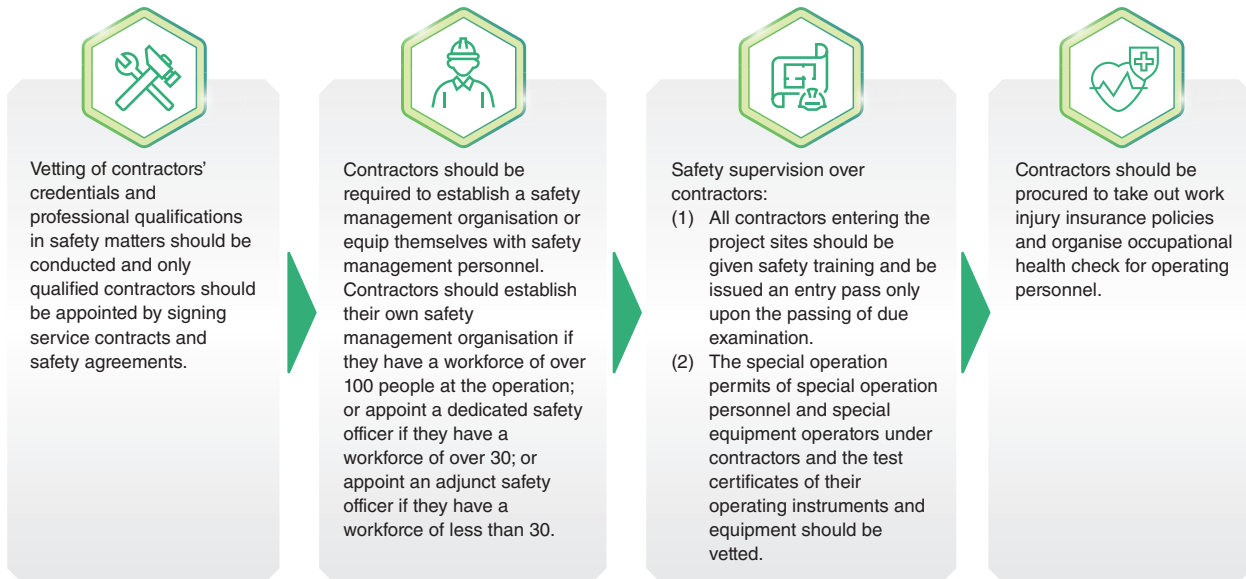 Vetting of contractors’
credentials and
professional qualifications
in safety matters should be
conducted and only
qualified contractors should
be appointed by signing
service contracts and
safety agreements.
Contractors should be
required to establish a safety
management organisation or
equip themselves with safety
management personnel.
Contractors should establish
their own safety
management organisation if
they have a workforce of over
100 people at the operation;
or appoint a dedicated safety
officer if they have a
workforce of over 30; or
appoint an adjunct safety
officer if they have a
workforce of less than 30.
Safety supervision over
contractors:
(1) All contractors entering the
project sites should be
given safety training and be
issued an entry pass only
upon the passing of due
examination.
(2) The special operation
permits of special operation
personnel and special
equipment operators under
contractors and the test
certificates of their
operating instruments and
equipment should be
vetted.
Contractors should be
procured to take out work
injury insurance policies
and organise occupational
health check for operating
personnel.